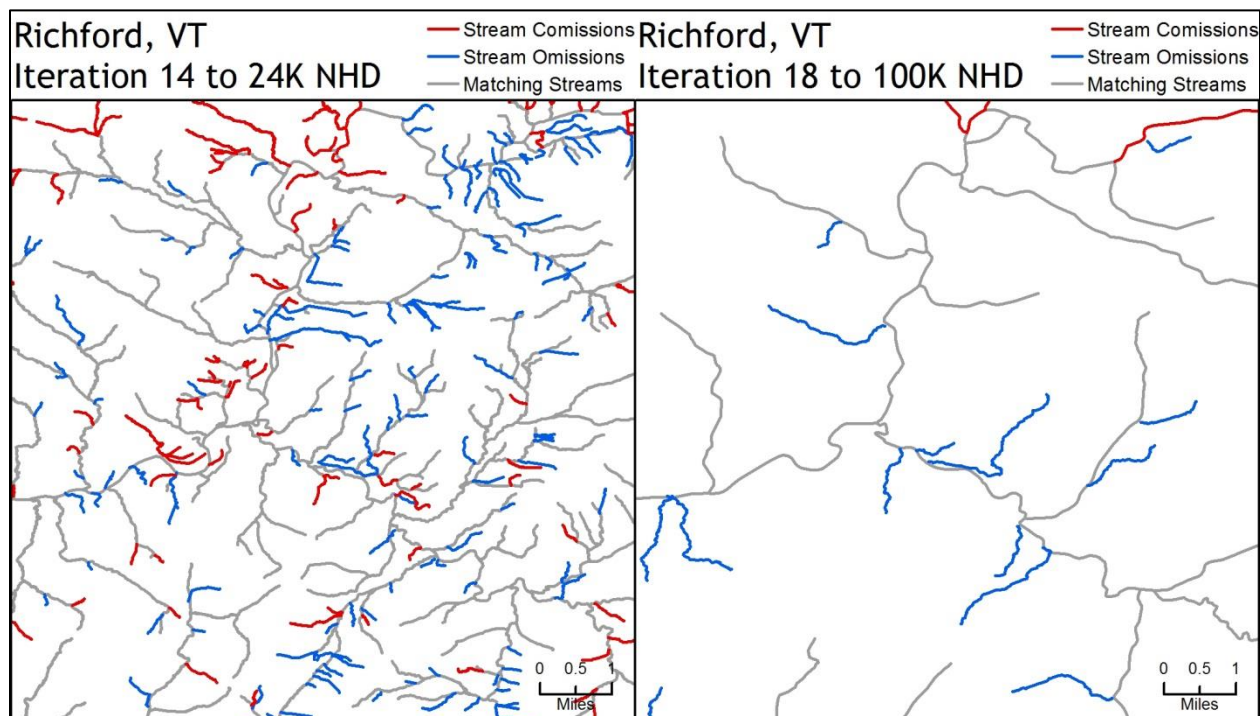 Richford, VT
Iteration 14 to 24K NHD
Stream Comissions
Stream Omissions
Matching Streams
0 0.5 1
Miles
Richford, VT
Iteration 18 to 100K NHD
Stream Comissions
Stream Omissions
Matching Streams
0 0.5 1
Miles